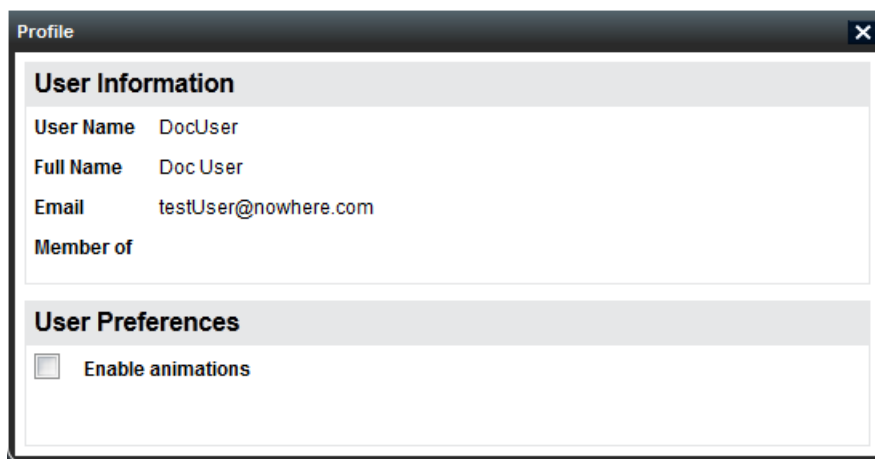 Profile
User Information
User Name DocUser
Full Name Doc User
Email testUser@nowhere.com
Member of
User Preferences
Enable animations